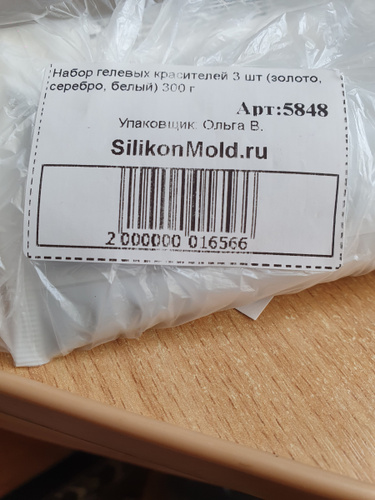 Набор гелевых красителей 3 шт (золото,
серебро, белый) 300 г
Арт:5848
Упаковщик: Ольга В.
SilikonMold.ru
2 000000 016566